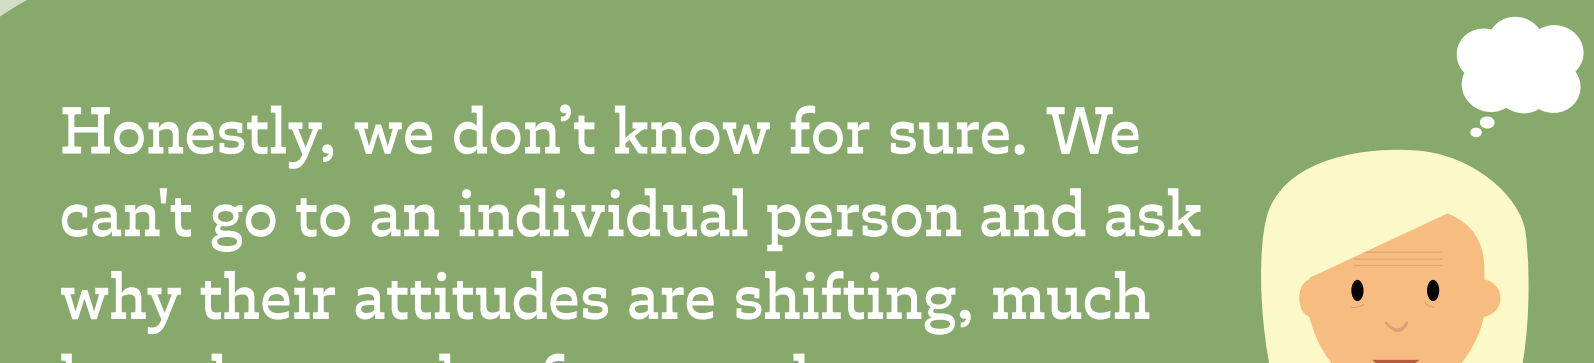 Honestly, we don’t know for sure. We
can't go to an individual person and ask
why their attitudes are shifting, much